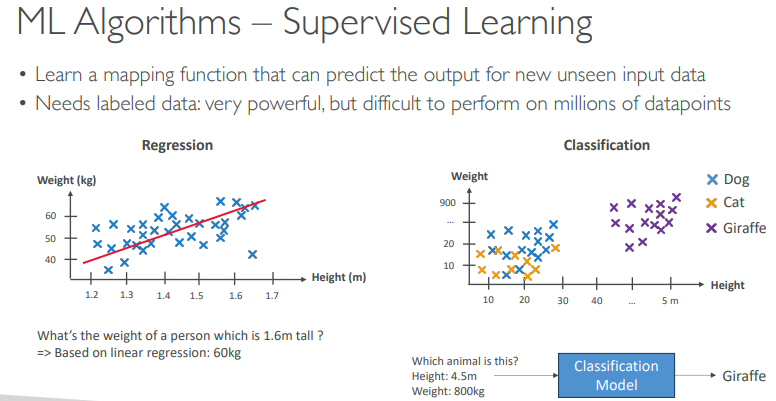 ML Algorithms – Supervised Learning
• Learn a mapping function that can predict the output for new unseen input data
• Needs labeled data: very powerful, but difficult to perform on millions of datapoints
Regression
Weight (kg)
60
50
40
1.2 1.3 1.4 1.5 1.6 1.7
Height (m)
What's the weight of a person which is 1.6m tall ?
=> Based on linear regression: 60kg
Classification
Weight
900
...
20
10
10 20 30 40 ... 5 m
Height
Dog
Cat
Giraffe
Which animal is this?
Height: 4.5m
Weight: 800kg
Classification
Model
Giraffe